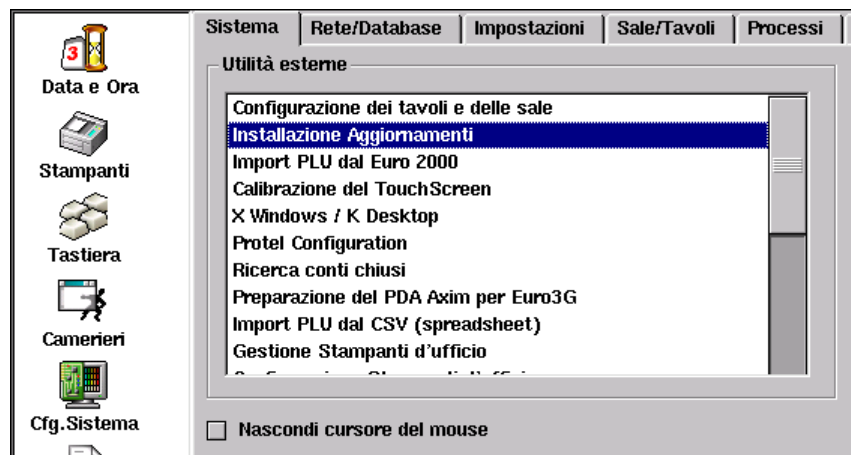 Data e Ora
Stampanti
Tastiera
Camerieri
Cfg.Sistema
Sistema
Rete/Database
Impostazioni
Sale/Tavoli
Processi
Utilità esterne
Configurazione dei tavoli e delle sale
Installazione Aggiornamenti
Import PLU dal Euro 2000
Calibrazione del TouchScreen
X Windows / K Desktop
Protel Configuration
Ricerca conti chiusi
Preparazione del PDA Axim per Euro3G
Import PLU dal CSV (spreadsheet)
Gestione Stampanti d'ufficio
Nascondi cursore del mouse